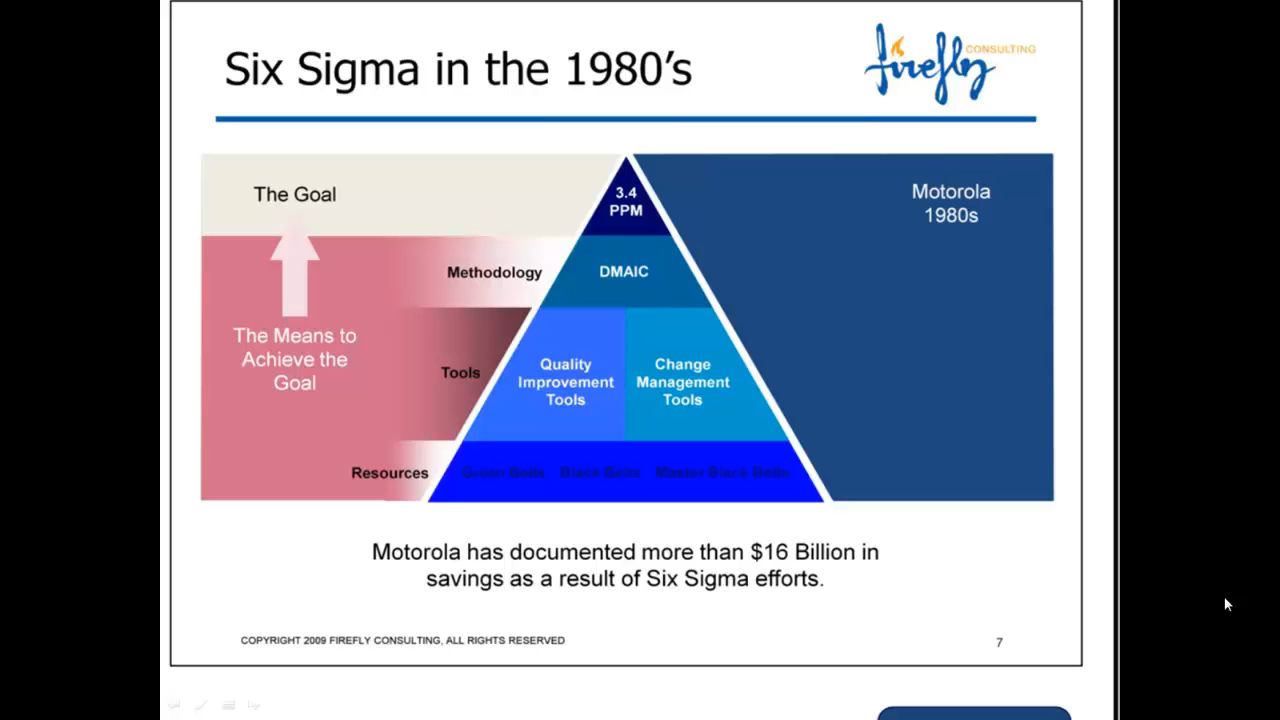 Six Sigma in the 1980's
firefly
CONSULTING
The Goal
3.4
PPM
Motorola
1980s
Methodology
DMAIC
The Means to
Achieve the
Goal
Tools
Quality
Improvement
Tools
Change
Management
Tools
Resources
Green Belts Black Belts Master Black Belts
Motorola has documented more than $16 Billion in
savings as a result of Six Sigma efforts.
COPYRIGHT 2009 FIREFLY CONSULTING, ALL RIGHTS RESERVED
7